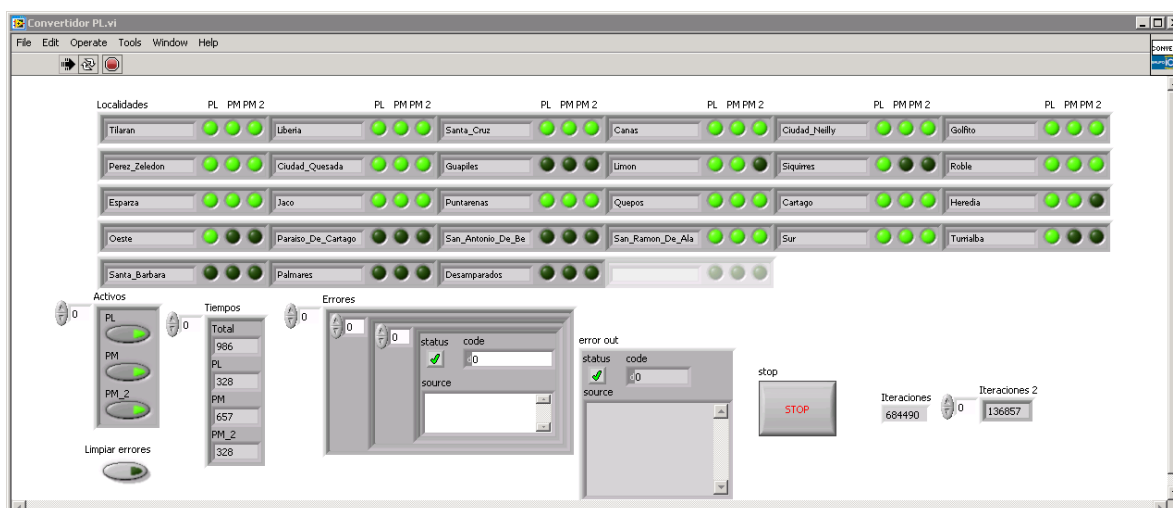 Convertidor PL.vi
File Edit Operate Tools Window Help
Localidades PL PM PM 2 PL PM PM 2 PL PM PM 2 PL PM PM 2 PL PM PM 2 PL PM PM 2
Tilaran Liberia Santa_Cruz Canas Ciudad_Neilly Golfito
Perez_Zeledon Ciudad_Quesada Guapiles Limon Siquirres Roble
Esparza Jaco Puntarenas Quepos Cartago Heredia
Oeste Paraiso_De_Cartago San_Antonio_De_Be San_Ramon_De_Ala Sur Turrialba
Santa_Barbara Palmares Desamparados
Activos
0
PL
PM
PM_2
Limpiar errores
Tiempos
0
Total
986
PL
328
PM
657
PM_2
328
Errores
0
0
0
status code
d0
source
error out
status code
d0
source
stop
STOP
Iteraciones
684490
Iteraciones 2
0
136857